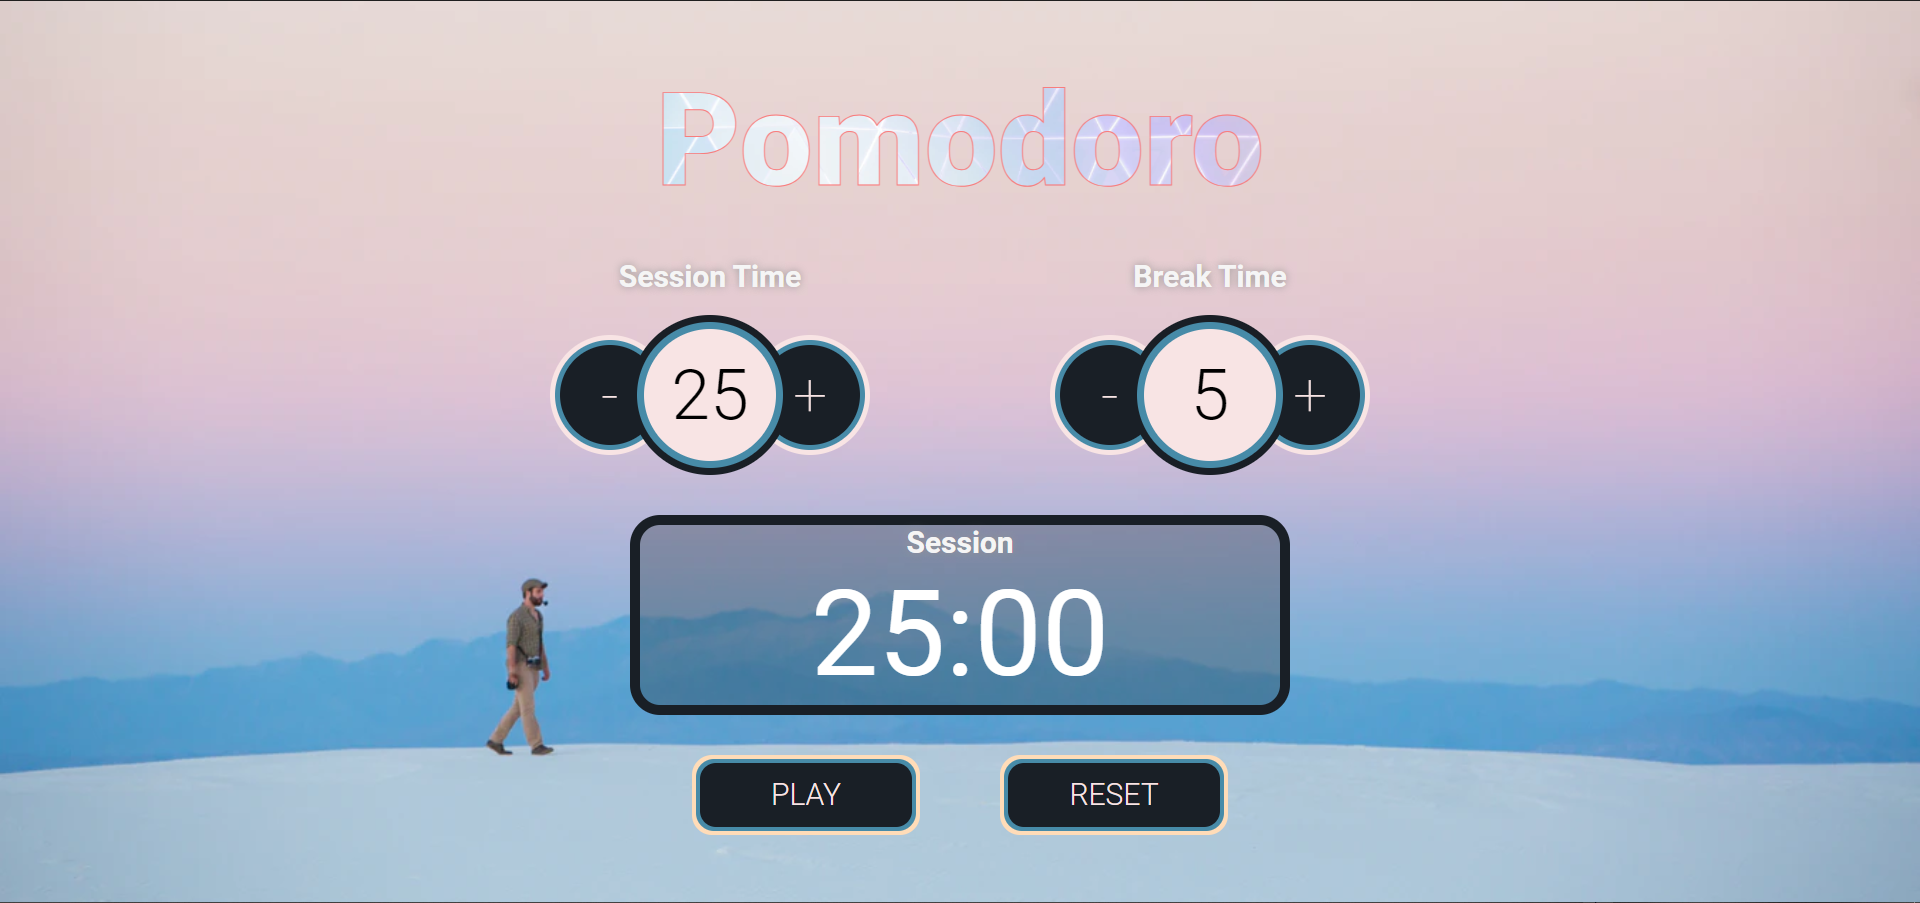 Pomodoro
Session Time
Break Time
- 25 +
- 5 +
Session
25:00
PLAY
RESET